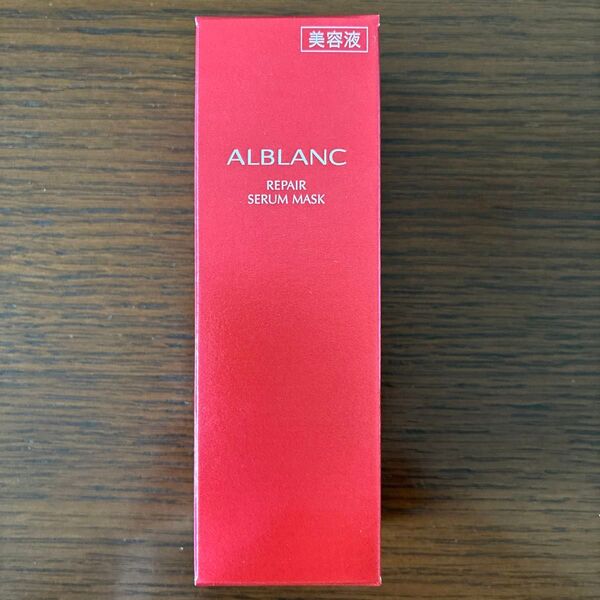 美容液
ALBLANC
REPAIR
SERUM MASK